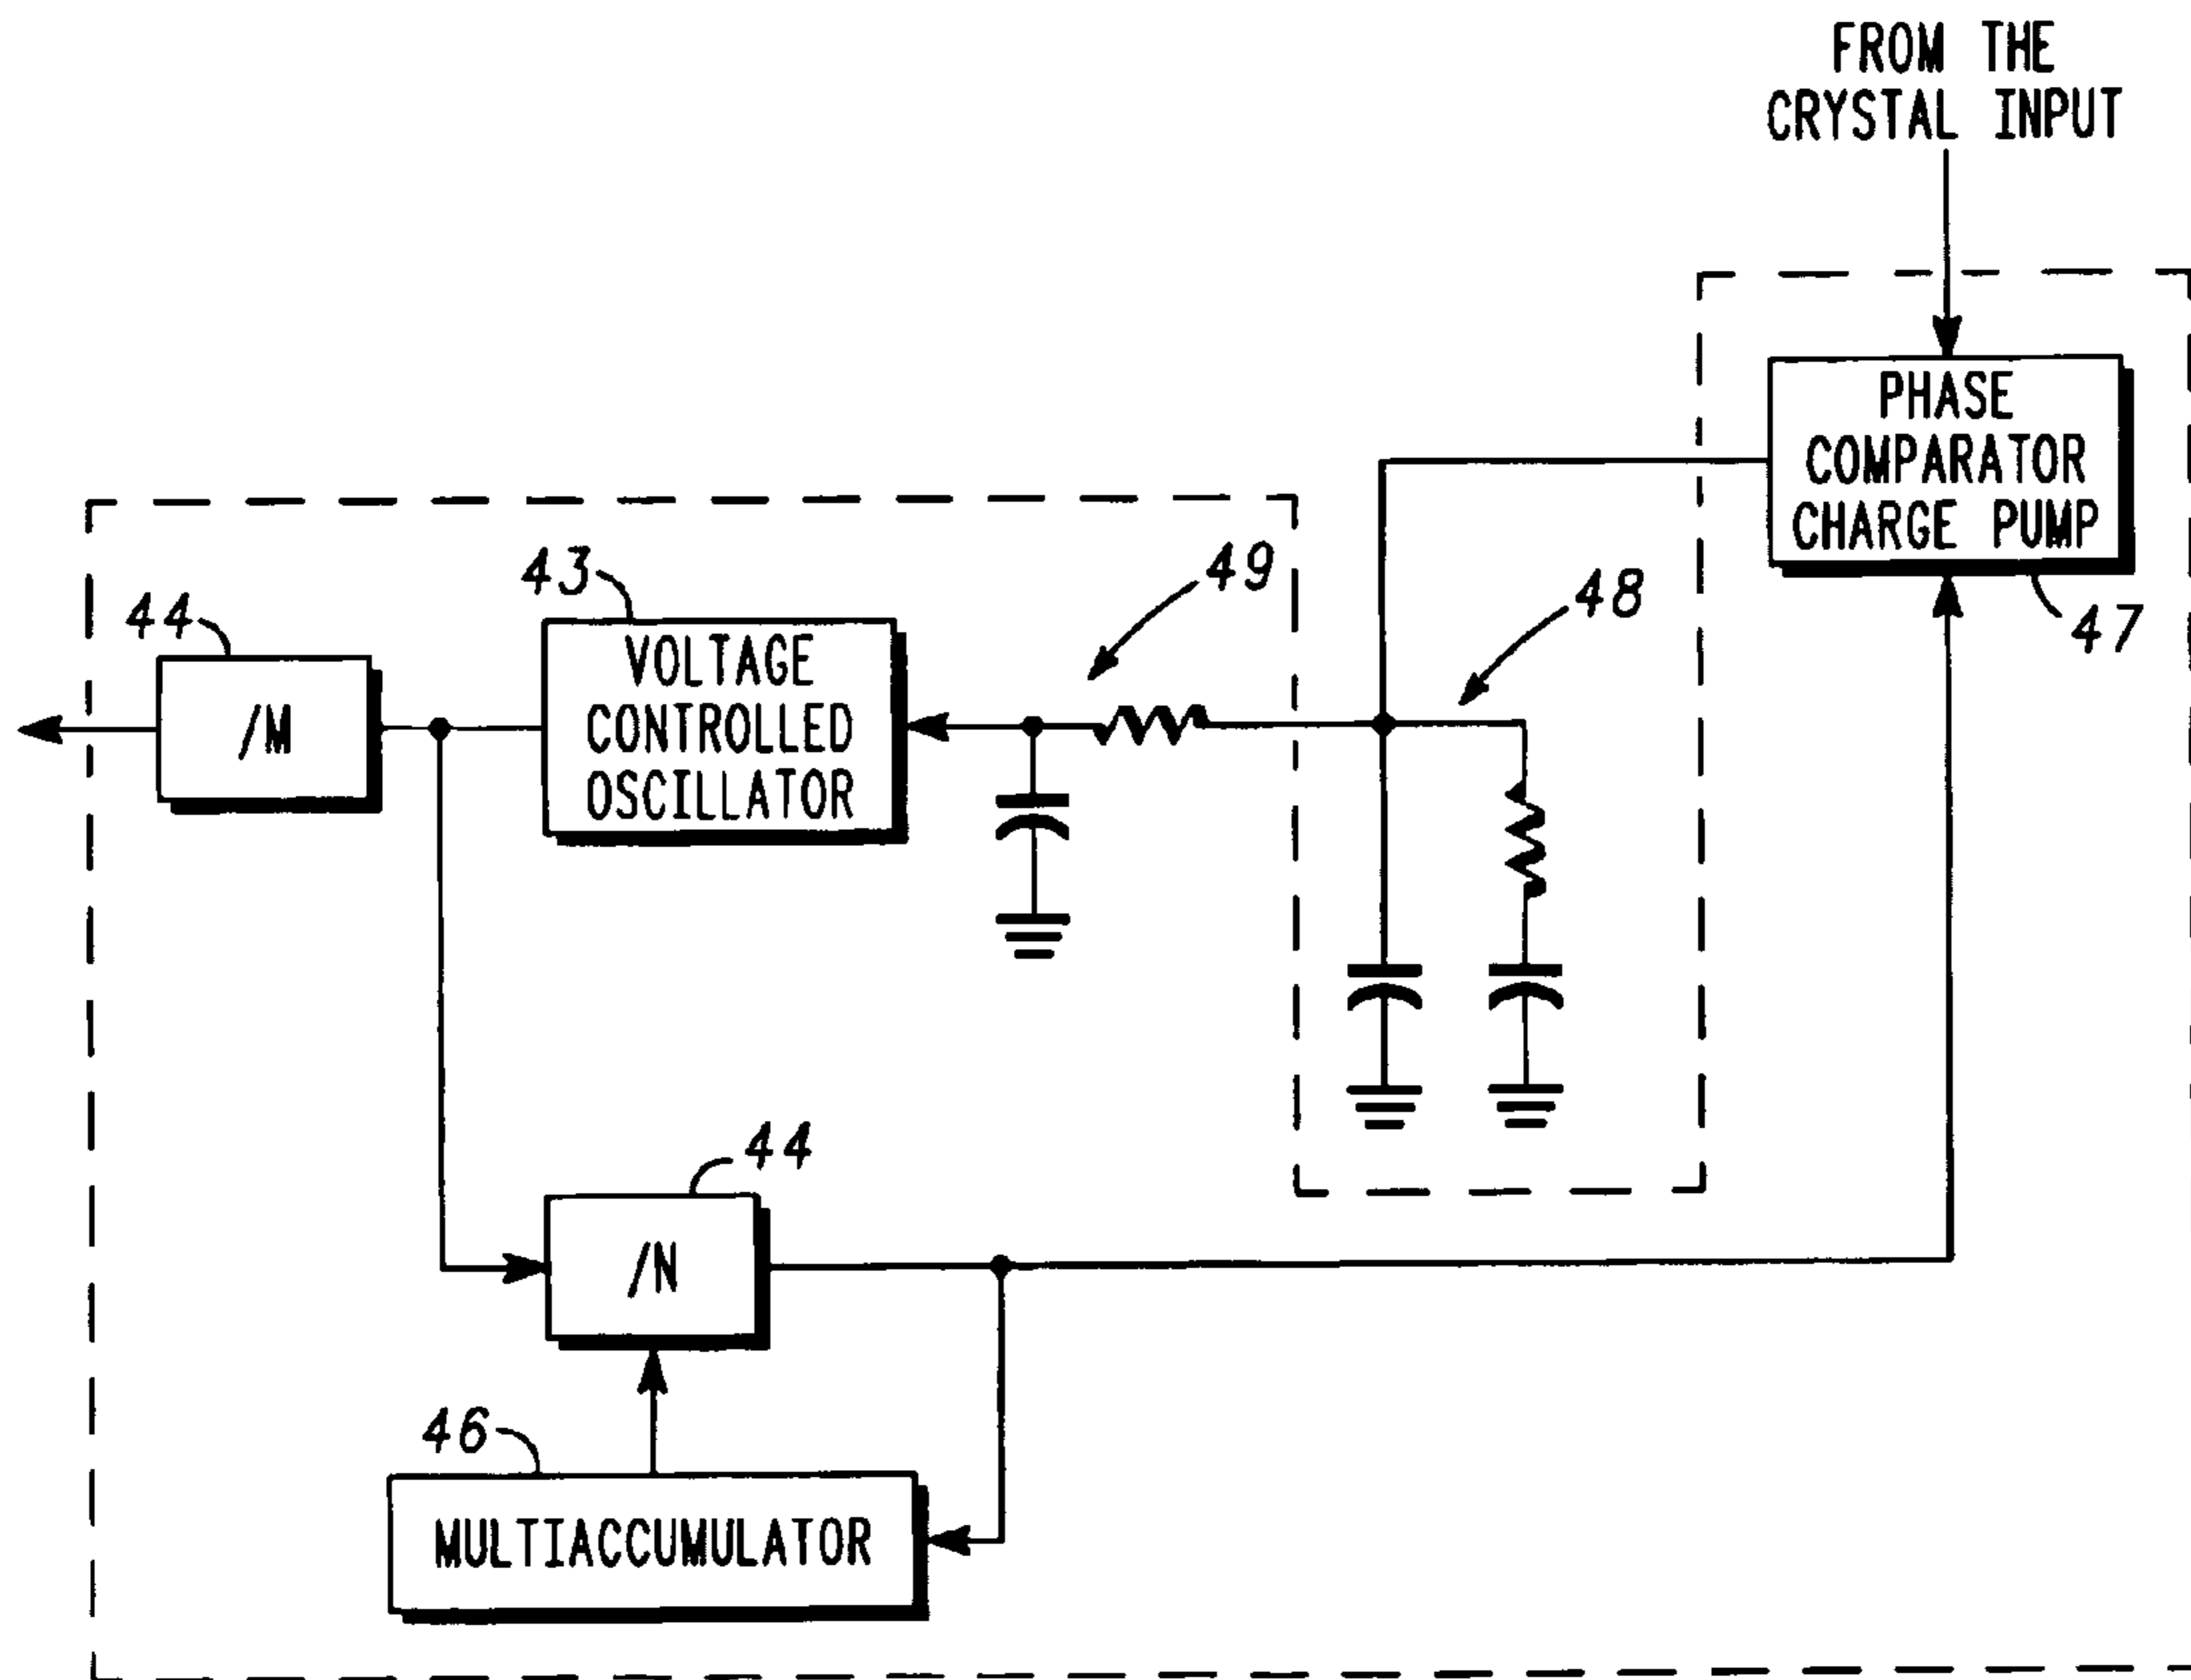 FROM THE
CRYSTAL INPUT
PHASE
COMPARATOR
CHARGE PUMP
47
49
48
43
VOLTAGE
CONTROLLED
OSCILLATOR
44
/M
44
/N
46
MULTIACCUMULATOR